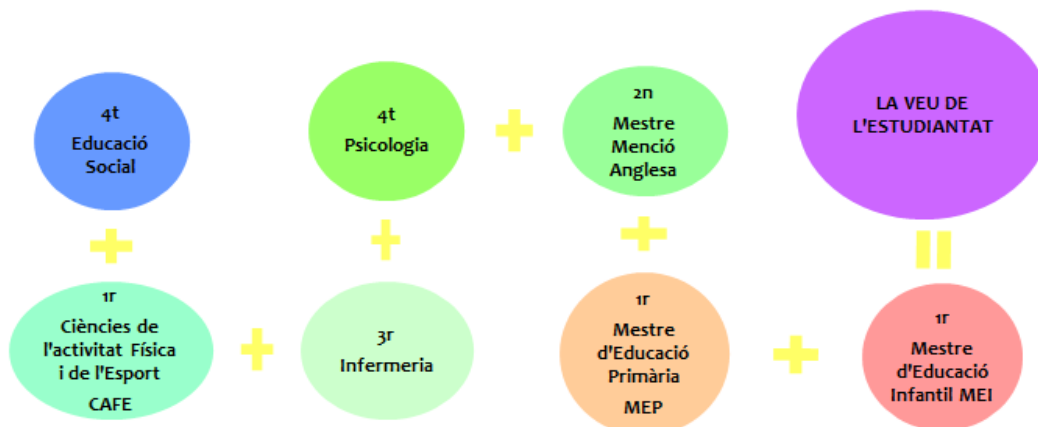 4t
Educació
Social
4t
Psicologia
2n
Mestre
Menció
Anglesa
LA VEU DE
L'ESTUDIANTAT
1r
Ciències de
l'activitat Física
i de l'Esport
CAFE
3r
Infermeria
1r
Mestre
d'Educació
Primària
MEP
1r
Mestre
d'Educació
Infantil MEI